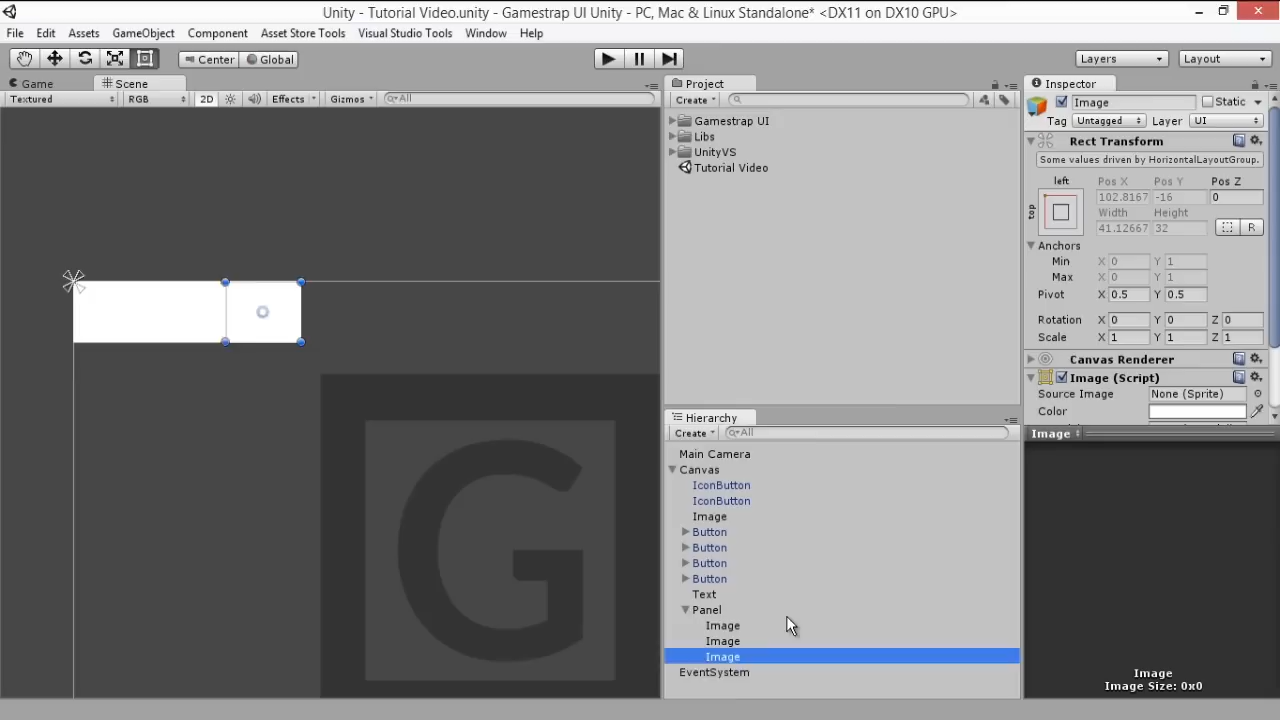 Unity - Tutorial Video.unity - Gamestrap UI Unity - PC, Mac & Linux Standalone* <DX11 on DX10 GPU>
File Edit Assets GameObject Component Asset Store Tools Visual Studio Tools Window Help
Center Global Layers Layout
Game Scene
Textured RGB 2D Effects Gizmos All
Project
Create
Gamestrap UI
Libs
UnityVS
Tutorial Video
Hierarchy
Create All
Main Camera
Canvas
IconButton
IconButton
Image
Button
Button
Button
Button
Text
Panel
Image
Image
Image
EventSystem
Inspector
Image Static
Tag Untagged Layer UI
Rect Transform
Some values driven by HorizontalLayoutGroup.
left Pos X Pos Y Pos Z
top 102.8167 -16 0
Width Height
41.12667 32 R
Anchors
Min X 0 Y 1
Max X 0 Y 1
Pivot X 0.5 Y 0.5
Rotation X 0 Y 0 Z 0
Scale X 1 Y 1 Z 1
Canvas Renderer
Image (Script)
Source Image None (Sprite)
Color
Image
Image
Image Size: 0x0
G